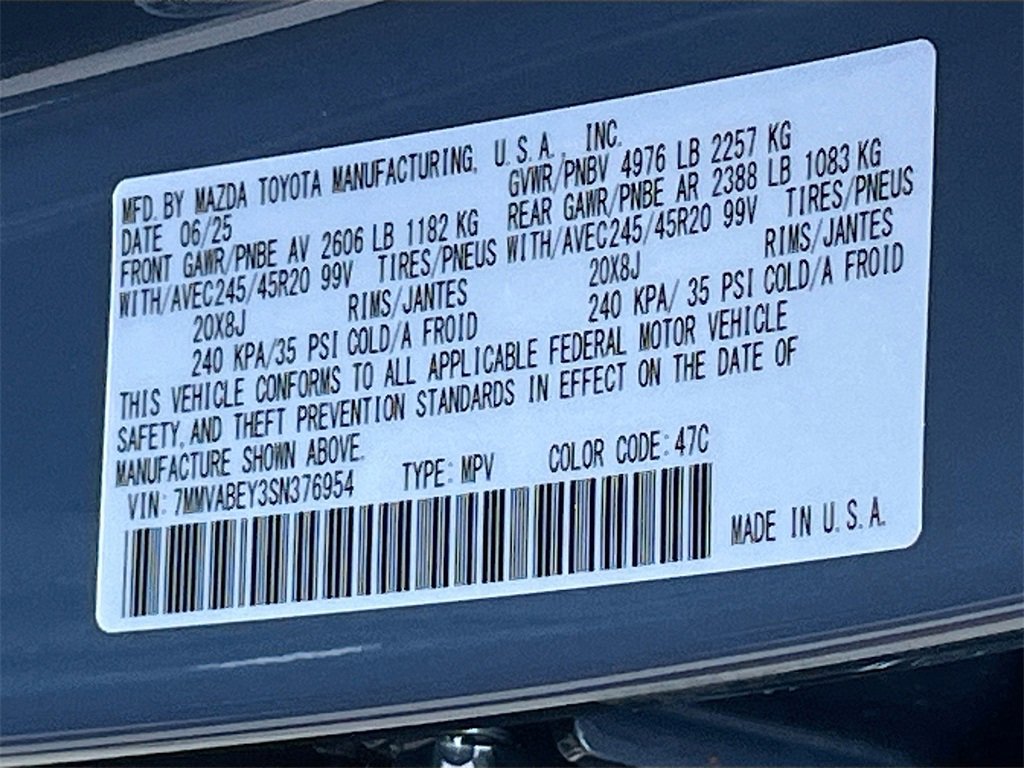 MFD. BY MAZDA TOYOTA MANUFACTURING, U.S.A., INC.
DATE 06/25 GVWR/PNBV 4976 LB 2257 KG
FRONT GAWR/PNBE AV 2606 LB 1182 KG REAR GAWR/PNBE AR 2388 LB 1083 KG
WITH/AVEC245/45R20 99V TIRES/PNEUS WITH/AVEC245/45R20 99V TIRES/PNEUS
20X8J RIMS/JANTES 20X8J RIMS/JANTES
240 KPA/35 PSI COLD/A FROID 240 KPA/ 35 PSI COLD/A FROID
THIS VEHICLE CONFORMS TO ALL APPLICABLE FEDERAL MOTOR VEHICLE
SAFETY, AND THEFT PREVENTION STANDARDS IN EFFECT ON THE DATE OF
MANUFACTURE SHOWN ABOVE.
VIN: 7MMVABEY3SN376954 TYPE: MPV COLOR CODE: 47C
MADE IN U.S.A.